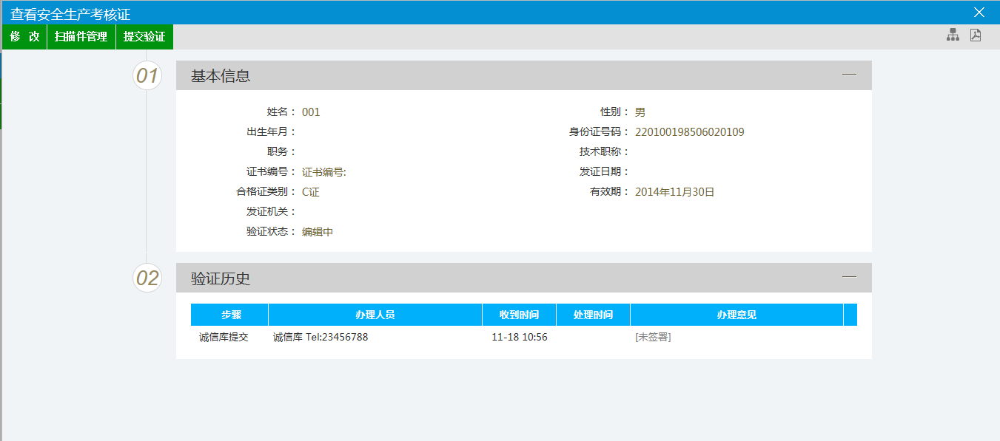 查看安全生产考核证
修 改 扫描件管理 提交验证
01 基本信息
姓名： 001 性别： 男
出生年月： 身份证号码： 220100198506020109
职务： 技术职称：
证书编号： 证书编号: 发证日期：
合格证类别： C证 有效期： 2014年11月30日
发证机关：
验证状态： 编辑中
02 验证历史
步骤 办理人员 收到时间 处理时间 办理意见
诚信库提交 诚信库 Tel:23456788 11-18 10:56 [未签署]